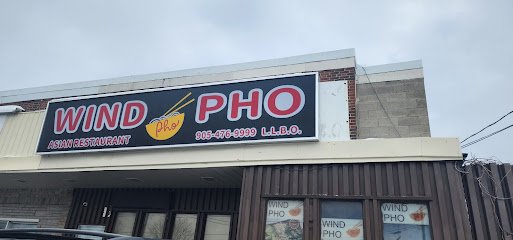 WIND Pho PHO
ASIAN RESTAURANT 905-476-9999 L.L.B.O.
WIND PHO
WIND PHO
WIND PHO